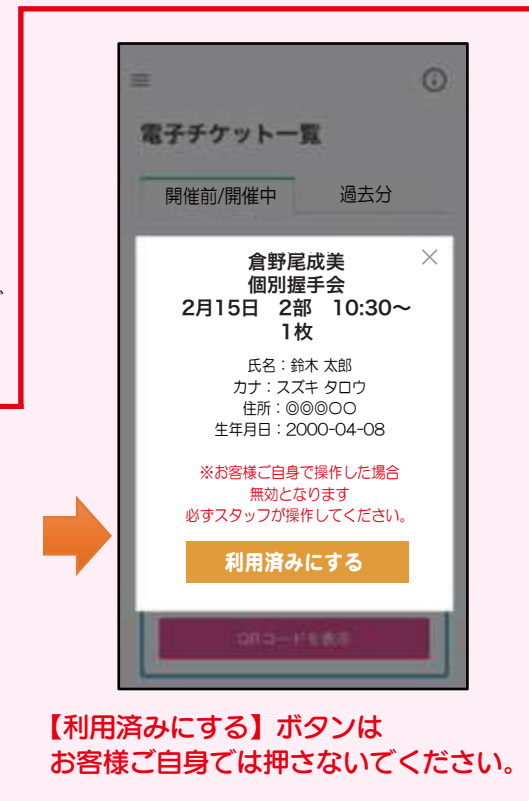 電子チケット一覧
開催前/開催中
過去分
倉野尾成美
個別握手会
2月15日 2部 10:30〜
1枚
氏名：鈴木 太郎
カナ：スズキ タロウ
住所：◎◎◎〇〇
生年月日：2000-04-08
※お客様ご自身で操作した場合
無効となります
必ずスタッフが操作してください。
利用済みにする
QRコードを表示
【利用済みにする】ボタンは
お客様ご自身では押さないでください。